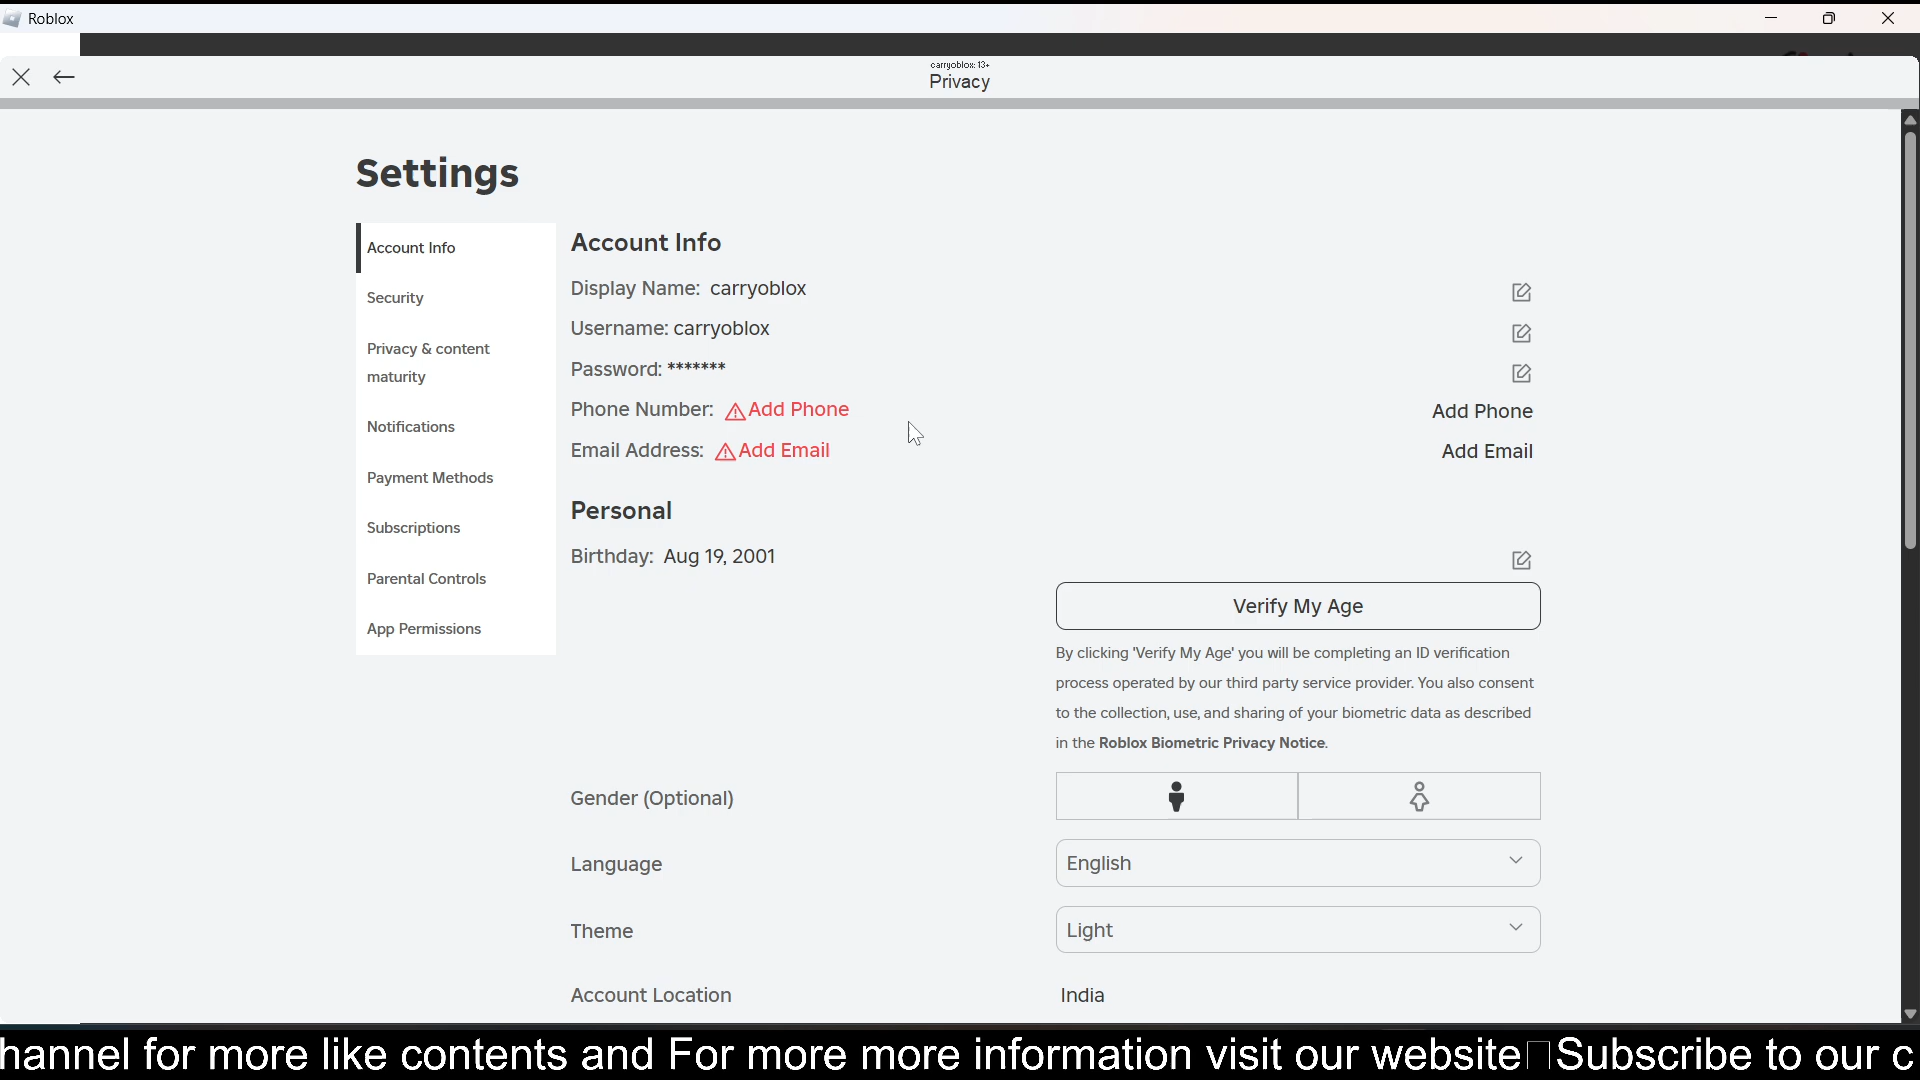 Roblox
carryoblox: 13+
Privacy
Settings
Account Info
Security
Privacy & content
maturity
Notifications
Payment Methods
Subscriptions
Parental Controls
App Permissions
Account Info
Display Name: carryoblox
Username: carryoblox
Password: *******
Phone Number: Add Phone
Add Phone
Email Address: Add Email
Add Email
Personal
Birthday: Aug 19, 2001
Verify My Age
By clicking 'Verify My Age' you will be completing an ID verification
process operated by our third party service provider. You also consent
to the collection, use, and sharing of your biometric data as described
in the Roblox Biometric Privacy Notice.
Gender (Optional)
Language
English
Theme
Light
Account Location
India
hannel for more like contents and For more more information visit our website Subscribe to our c